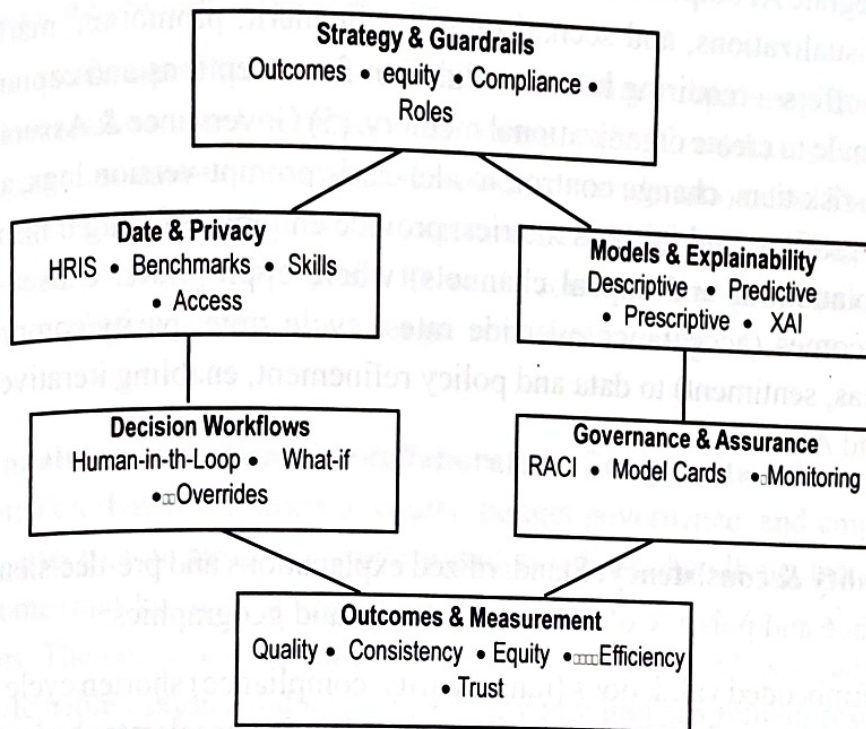 Strategy & Guardrails
Outcomes • equity • Compliance •
Roles
Date & Privacy
HRIS • Benchmarks • Skills
• Access
Models & Explainability
Descriptive • Predictive
• Prescriptive • XAI
Decision Workflows
Human-in-th-Loop • What-if
•□□Overrides
Governance & Assurance
RACI • Model Cards •□Monitoring
Outcomes & Measurement
Quality • Consistency • Equity •□□□□Efficiency
• Trust